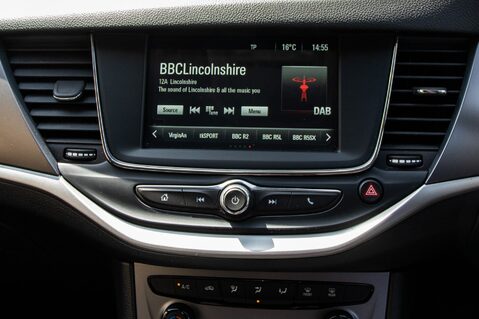 TP 16°C 14:55
BBCLincolnshire
12A Lincolnshire
The sound of Lincolnshire & all the music you
Source Menu
DAB
VirginAn tkSPORT BBC R2 BBC R5L BBC R5SX
A/C